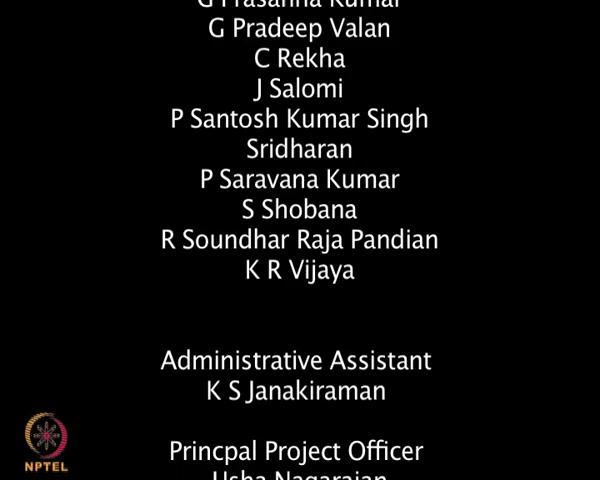 G Prasanna Kumar
G Pradeep Valan
C Rekha
J Salomi
P Santosh Kumar Singh
Sridharan
P Saravana Kumar
S Shobana
R Soundhar Raja Pandian
K R Vijaya
Administrative Assistant
K S Janakiraman
Princpal Project Officer
Usha Nagarajan
NPTEL